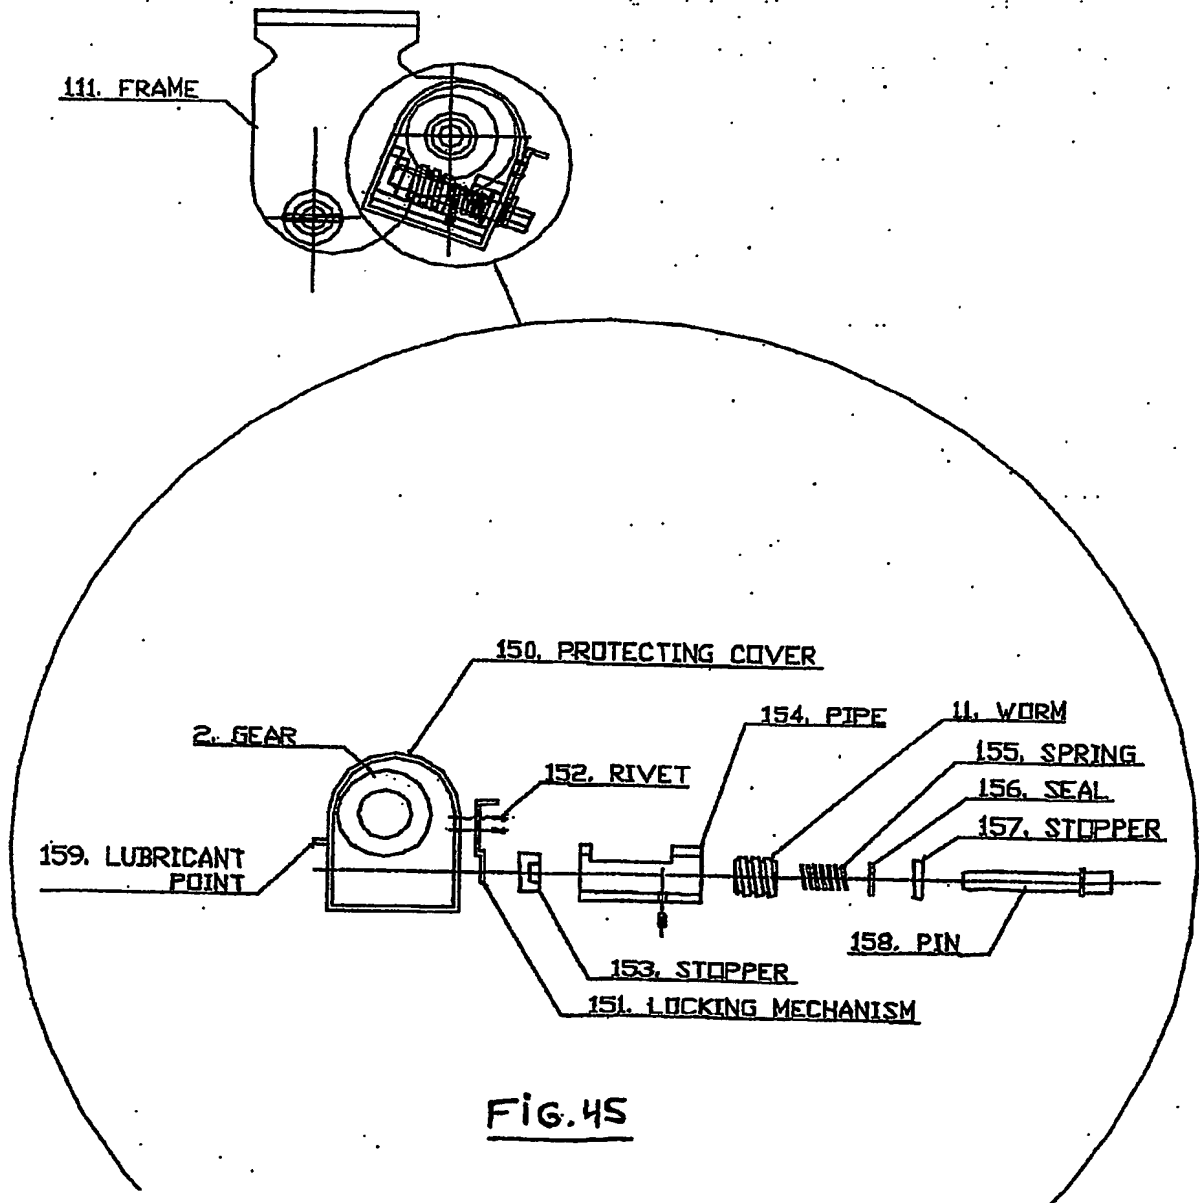 111. FRAME
150. PROTECTING COVER
154. PIPE
11. WORM
2. GEAR
155. SPRING
152. RIVET
156. SEAL
157. STOPPER
159. LUBRICANT
POINT
158. PIN
153. STOPPER
151. LOCKING MECHANISM
FiG.45